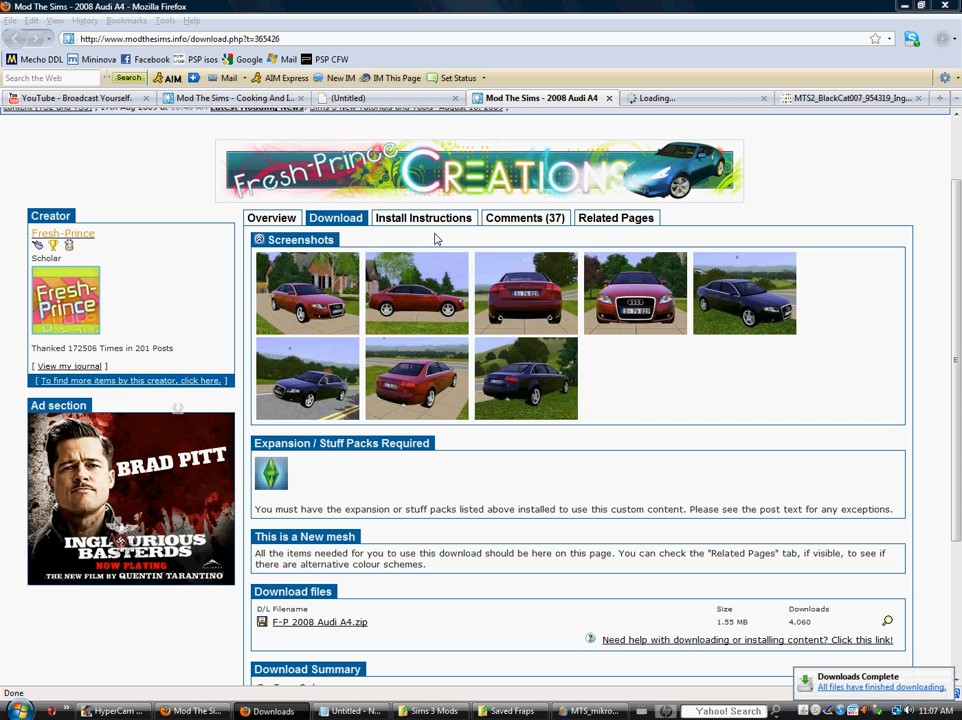 Mod The Sims - 2008 Audi A4 - Mozilla Firefox
File Edit View History Bookmarks Tools Help
http://www.modthesims.info/download.php?t=365426
Mecho DDL Mininova Facebook PSP isos Google Mail PSP CFW
Search the Web Search AIM Mail AIM Express New IM IM This Page Set Status
YouTube - Broadcast Yourself. Mod The Sims - Cooking And I... (Untitled) Mod The Sims - 2008 Audi A4 Loading... MTS2_BlackCat007_954319_Ing...
Fresh-Prince CREATIONS
Creator
Fresh-Prince
Scholar
Fresh-Prince
Thanked 172506 Times in 201 Posts
[ View my journal ]
[ To find more items by this creator, click here. ]
Ad section
BRAD PITT
INGLOURIOUS
BASTERDS
NOW PLAYING
THE NEW FILM BY QUENTIN TARANTINO
Overview Download Install Instructions Comments (37) Related Pages
Screenshots
Expansion / Stuff Packs Required
You must have the expansion or stuff packs listed above installed to use this custom content. Please see the post text for any exceptions.
This is a New mesh
All the items needed for you to use this download should be here on this page. You can check the "Related Pages" tab, if visible, to see if
there are alternative colour schemes.
Download files
D/L Filename Size Downloads
F-P 2008 Audi A4.zip 1.55 MB 4,060
Need help with downloading or installing content? Click this link!
Download Summary
Downloads Complete
All files have finished downloading.
Done
HyperCam ... Mod The Sims ... Downloads Untitled - N... Sims 3 Mods Saved Fraps MTS_mikro... Yahoo! Search 11:07 AM